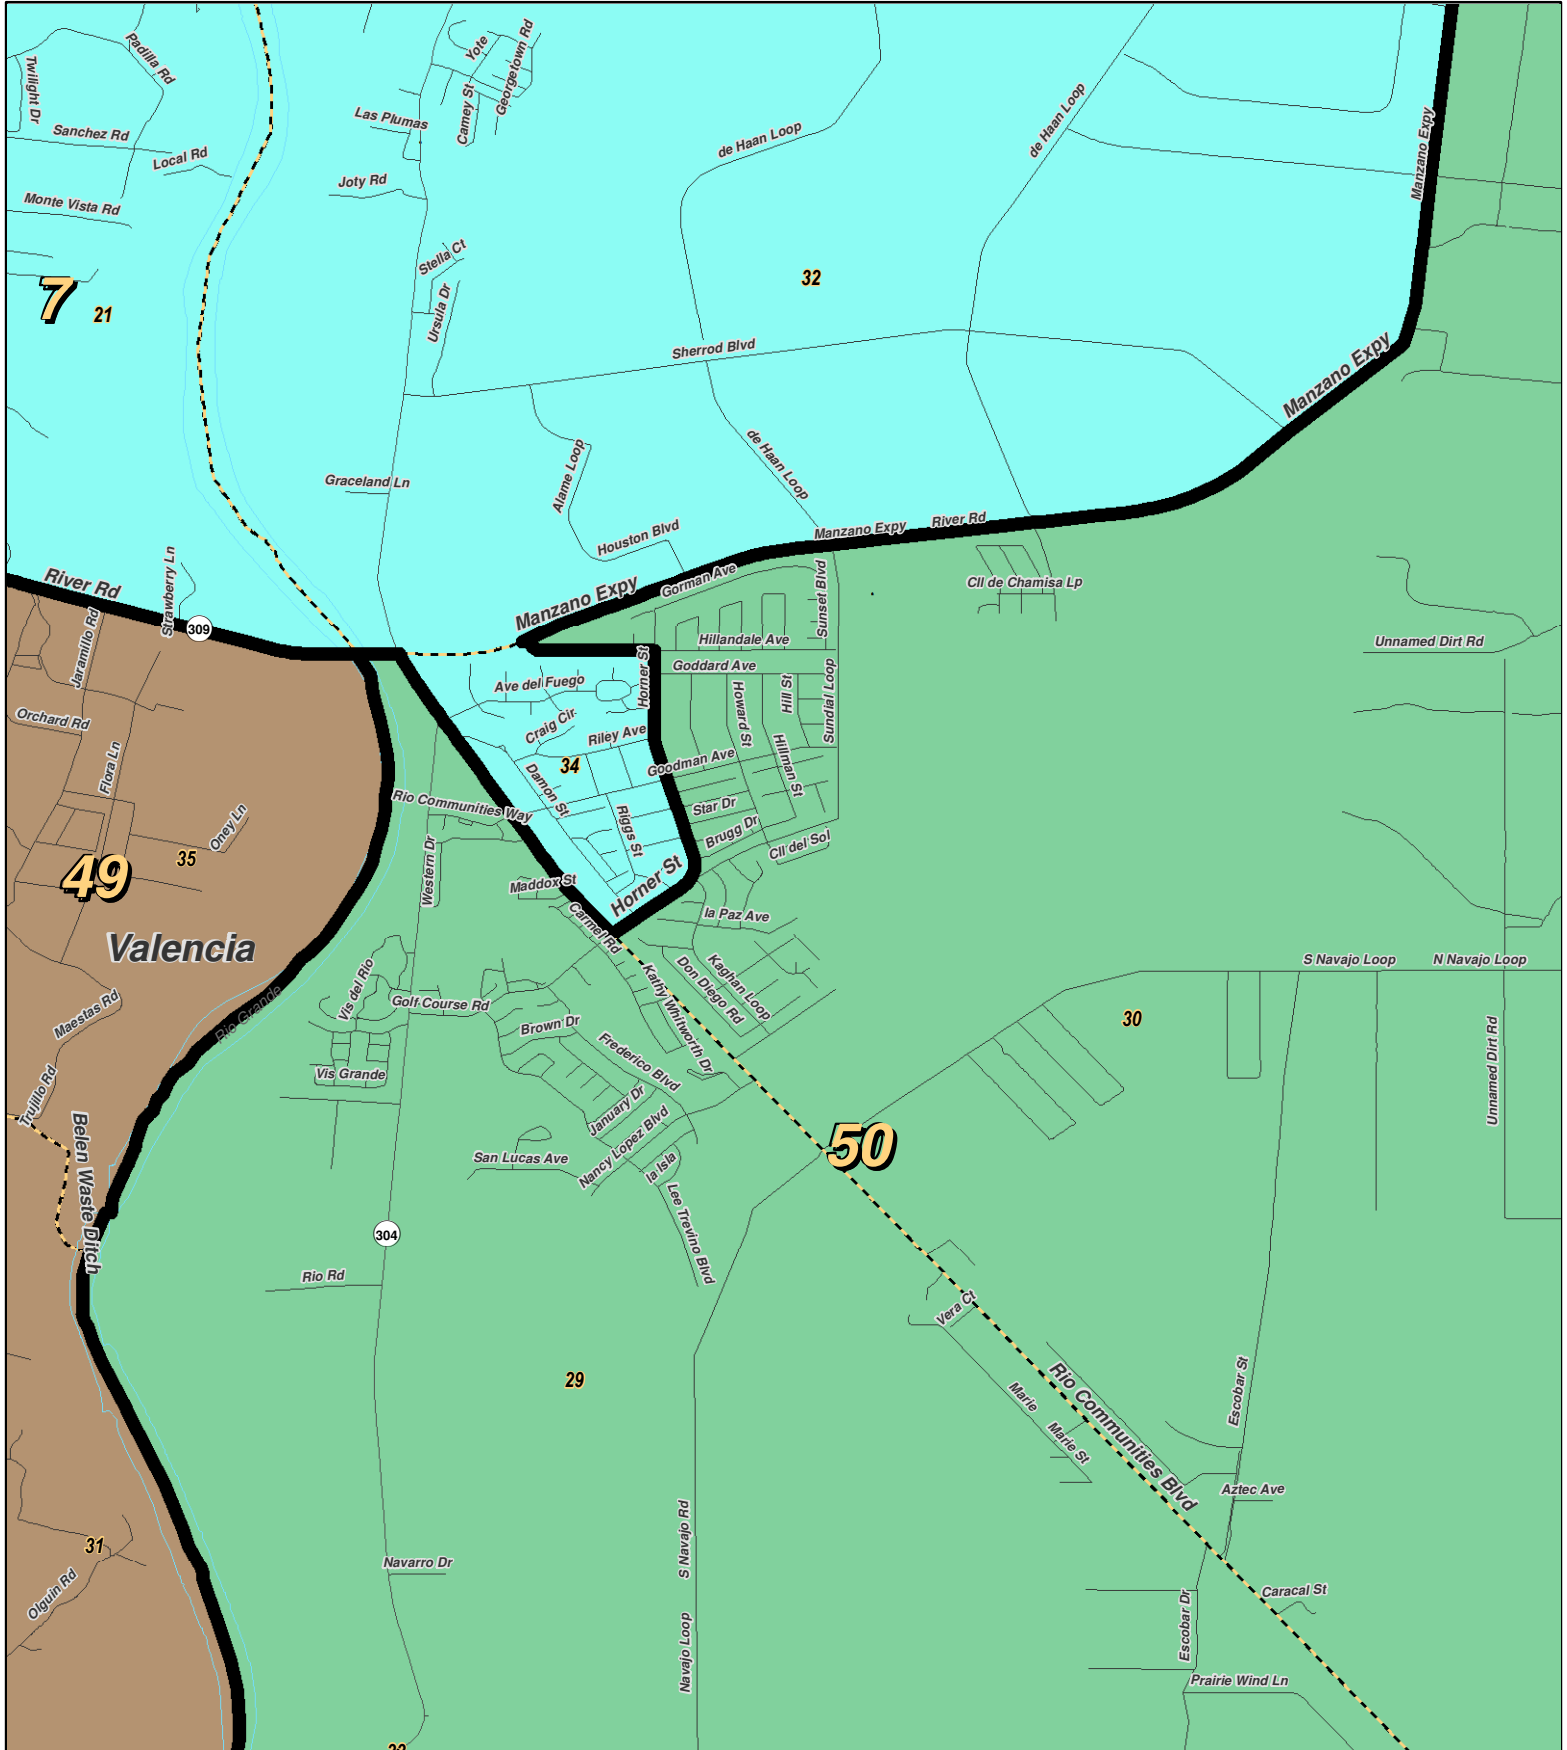 Twilight Dr
Padilla Rd
Sanchez Rd
Local Rd
Monte Vista Rd
Yote
Georgetown Rd
Camey St
Las Plumas
Joty Rd
Stella Ct
Ursula Dr
de Haan Loop
de Haan Loop
Manzano Expy
7
21
32
Sherrod Blvd
Manzano Expy
Graceland Ln
Alame Loop
de Haan Loop
Houston Blvd
Manzano Expy
River Rd
Manzano Expy
Gorman Ave
Sunset Blvd
Cll de Chamisa Lp
River Rd
Strawberry Ln
309
Jaramillo Rd
Hillandale Ave
Goddard Ave
Horner St
Unnamed Dirt Rd
Ave del Fuego
Craig Cir
Riley Ave
Howard St
Hill St
Sundial Loop
Orchard Rd
Flora Ln
34
Goodman Ave
Hillman St
Damon St
Rio Communities Way
Riggs St
Star Dr
Brugg Dr
Cll del Sol
Oney Ln
35
49
Western Dr
Maddox St
Horner St
Carmel Rd
la Paz Ave
Valencia
S Navajo Loop
N Navajo Loop
Vis del Rio
Golf Course Rd
Kathy Whitworth Dr
Don Diego Rd
Kaghan Loop
Maestas Rd
Rio Grande
Brown Dr
Frederico Blvd
30
Unnamed Dirt Rd
Vis Grande
Trujillo Rd
January Dr
Nancy Lopez Blvd
50
Belen Waste Ditch
San Lucas Ave
la Isla
Lee Trevino Blvd
304
Rio Rd
Vera Ct
29
Marie
Marie St
Rio Communities Blvd
Escobar St
Aztec Ave
31
Olguin Rd
Navarro Dr
S Navajo Rd
Navajo Loop
Caracal St
Escobar Dr
Prairie Wind Ln